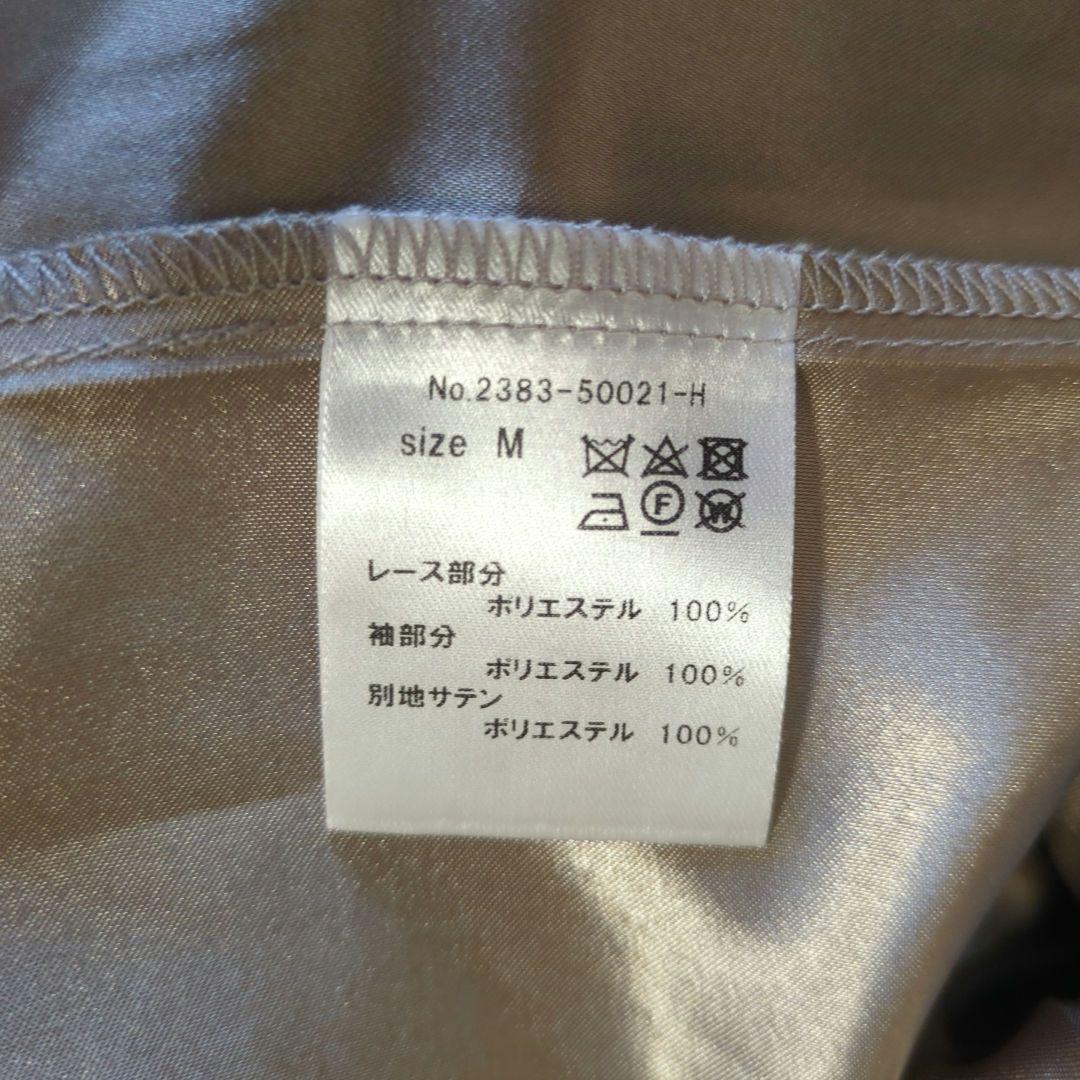 No.2383-50021-H
size M
F W
レース部分
ポリエステル 100%
袖部分
ポリエステル 100%
別地サテン
ポリエステル 100%